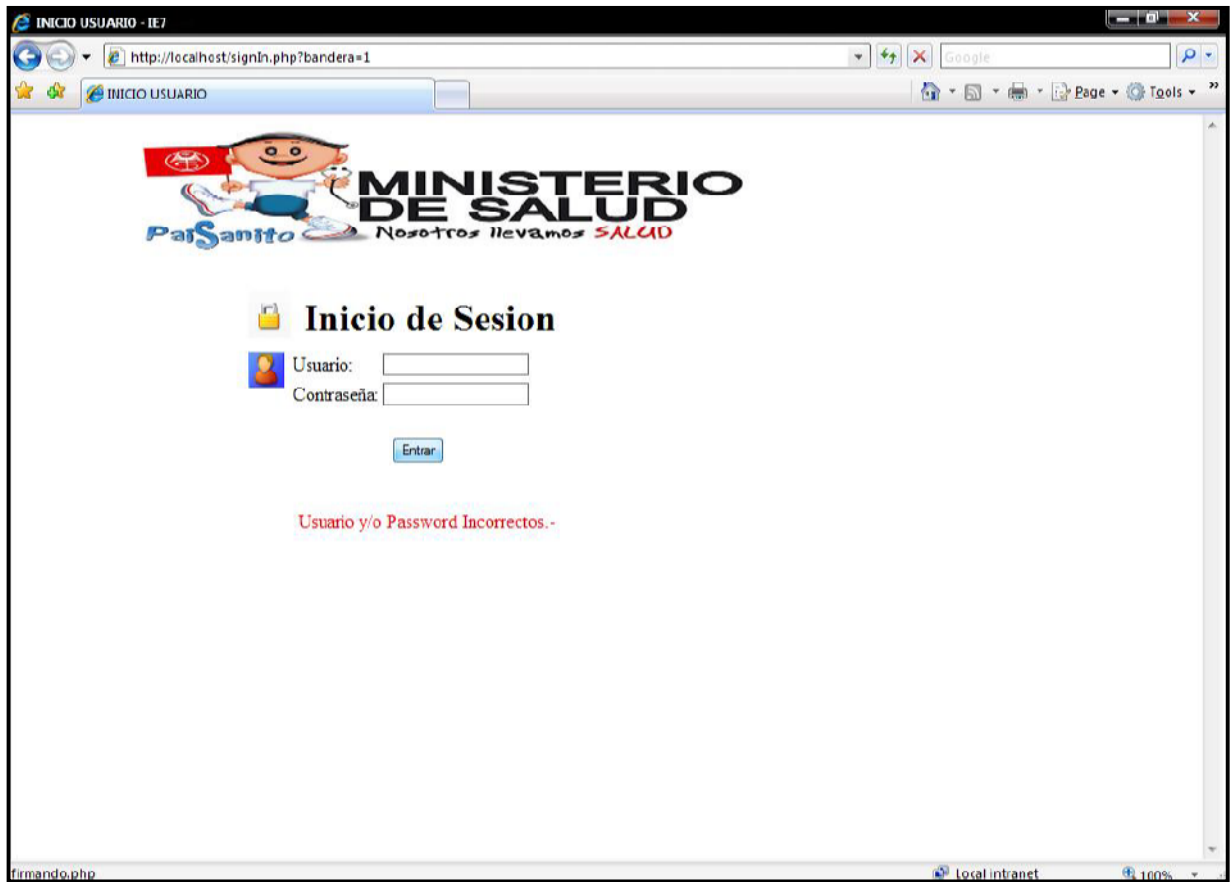 INICIO USUARIO - IE7
http://localhost/signIn.php?bandera=1
Google
INICIO USUARIO
Page
Tools
MINISTERIO
DE SALUD
PaiSanito
Nosotros llevamos SALUD
Inicio de Sesion
Usuario:
Contraseña:
Entrar
Usuario y/o Password Incorrectos.-
firmando.php
Local intranet
100%